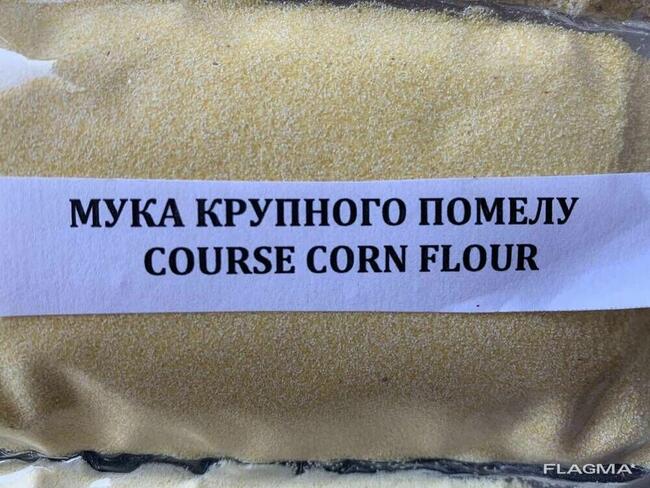 МУКА КРУПНОГО ПОМЕЛУ
COURSE CORN FLOUR
FLAGMA